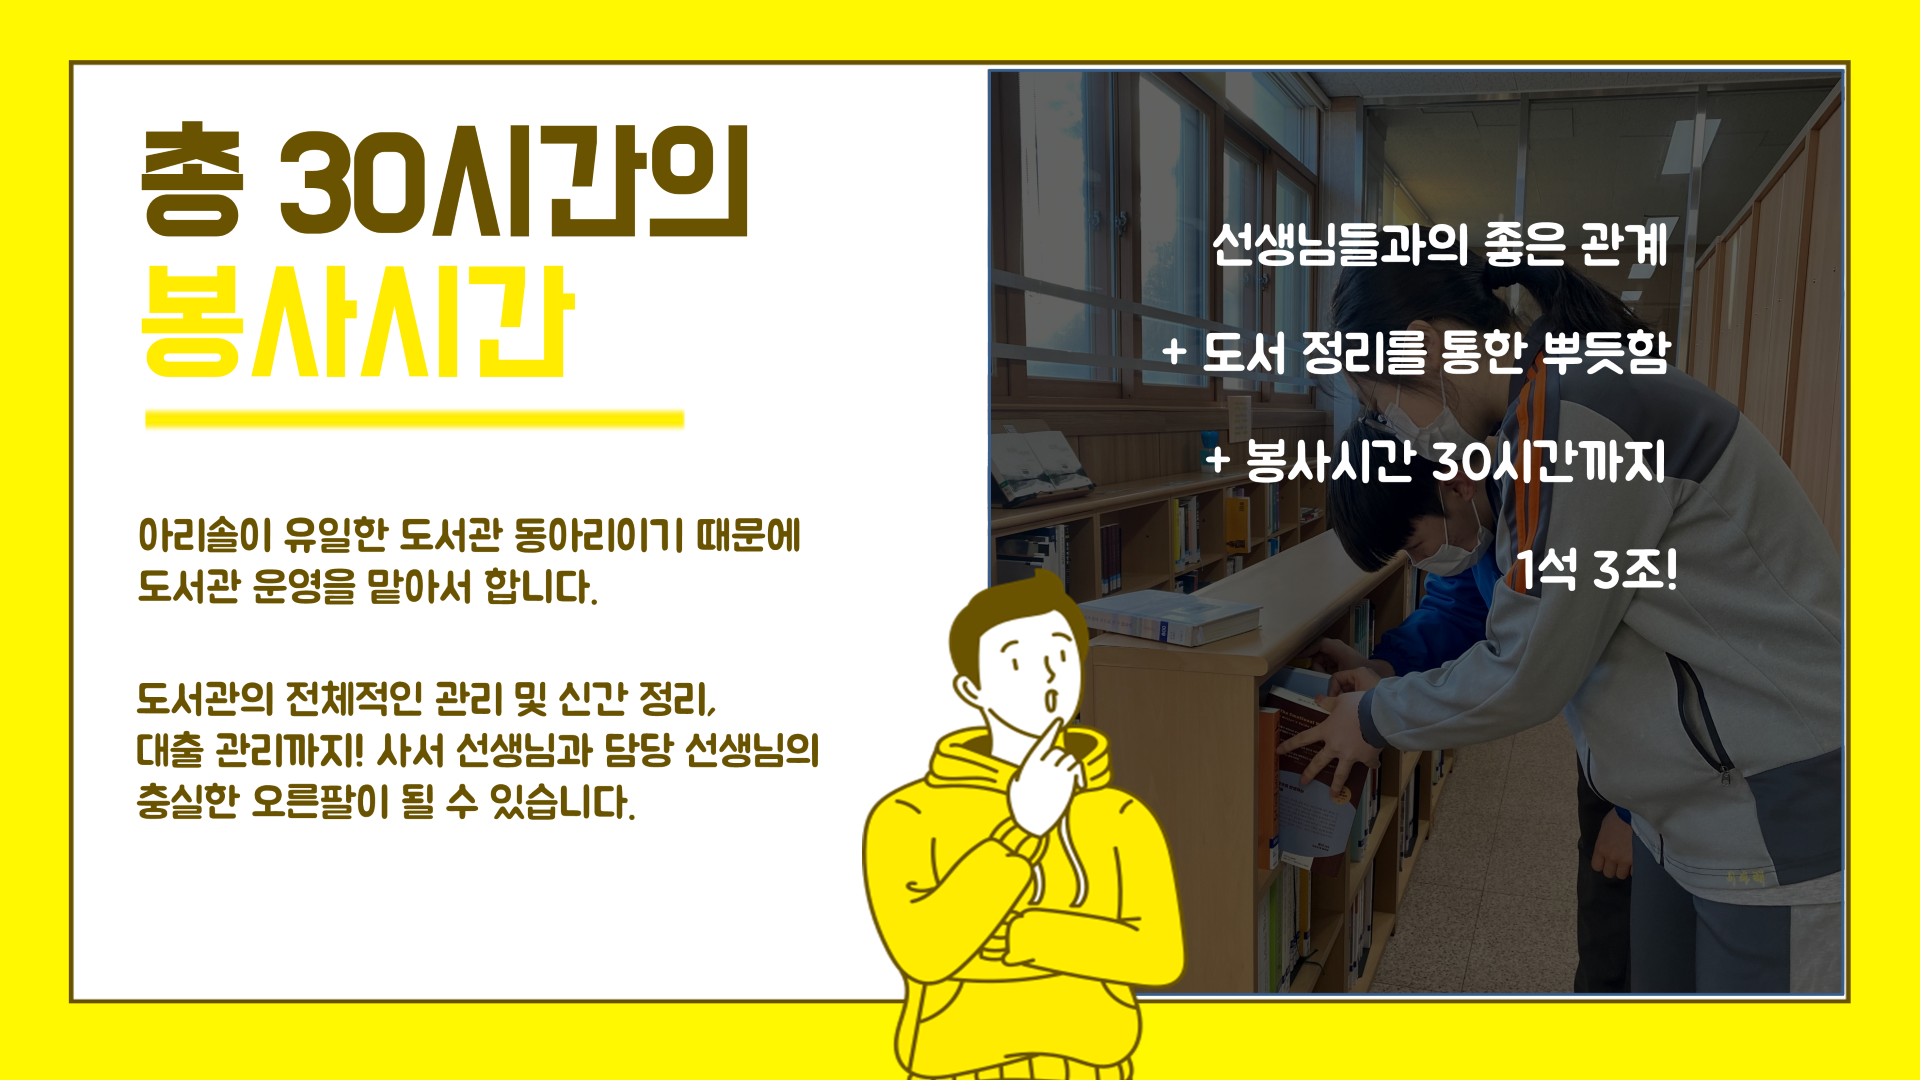 총 30시간의
봉사시간
아리솔이 유일한 도서관 동아리이기 때문에
도서관 운영을 맡아서 합니다.
도서관의 전체적인 관리 및 신간 정리,
대출 관리까지! 사서 선생님과 담당 선생님의
충실한 오른팔이 될 수 있습니다.
선생님들과의 좋은 관계
+ 도서 정리를 통한 뿌듯함
+ 봉사시간 30시간까지
1석 3조!